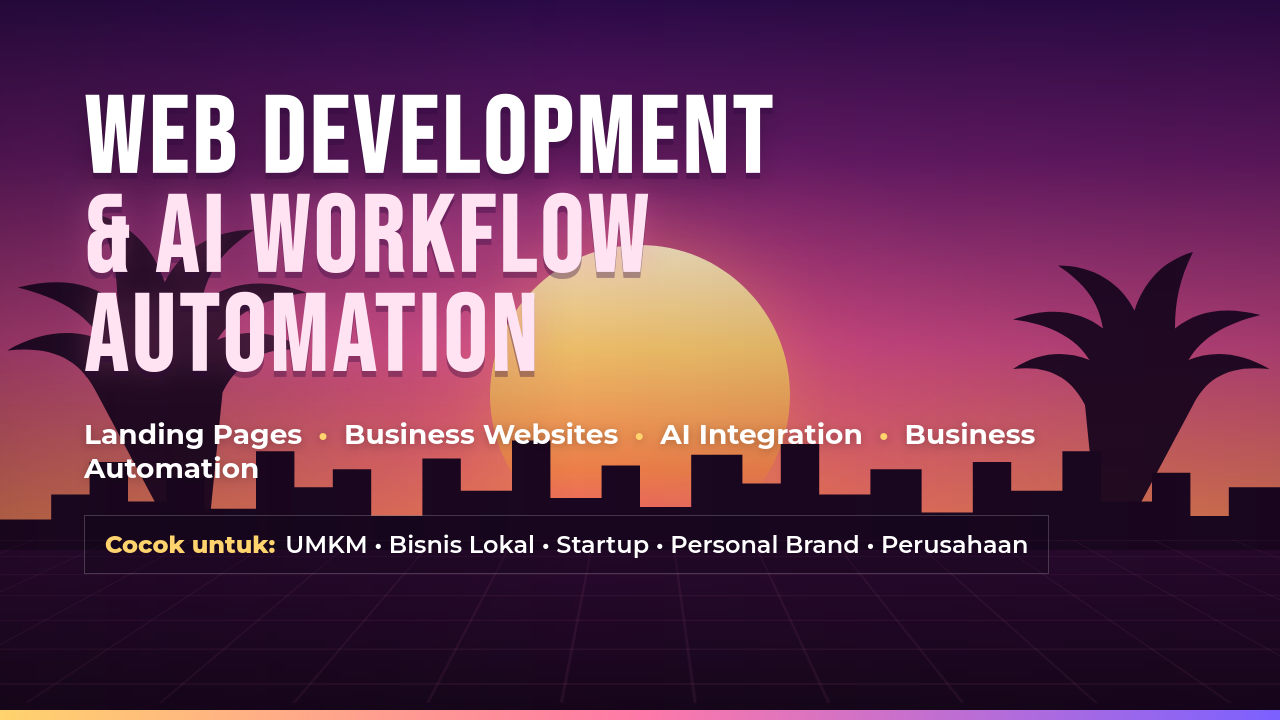 WEB DEVELOPMENT
& AI WORKFLOW
AUTOMATION
Landing Pages • Business Websites • AI Integration • Business
Automation
Cocok untuk: UMKM • Bisnis Lokal • Startup • Personal Brand • Perusahaan